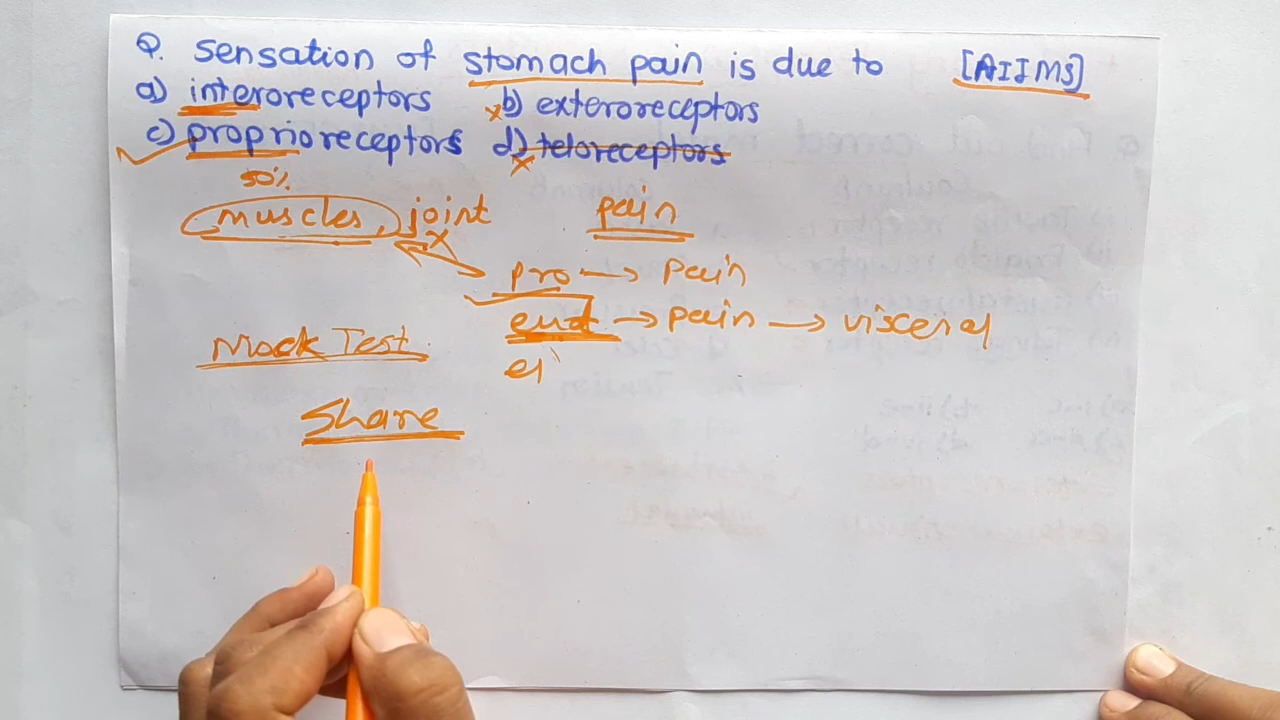 Q. Sensation of stomach pain is due to [AIIMS]
a) interoreceptors b) exteroreceptors
c) proprioreceptors d) teloreceptors
50%
muscles, joint pain
pro → Pain
end → Pain → visceral
Mock Test
Share